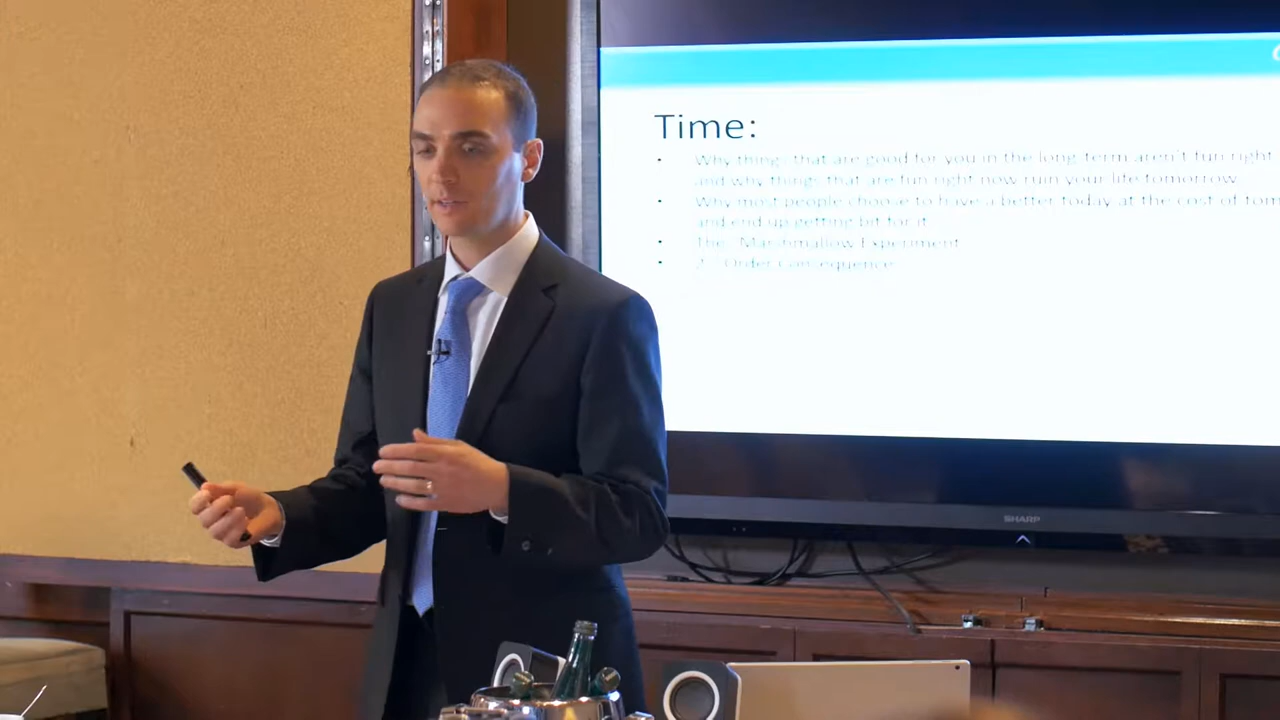 Time:
• Why things that are good for you in the long term aren't fun right
and why things that are fun right now ruin your life tomorrow
• Why most people choose to have a better today at the cost of tom
and end up getting bit for it
• The "Marshmallow Experiment
• 2 Order Consequence
SHARP